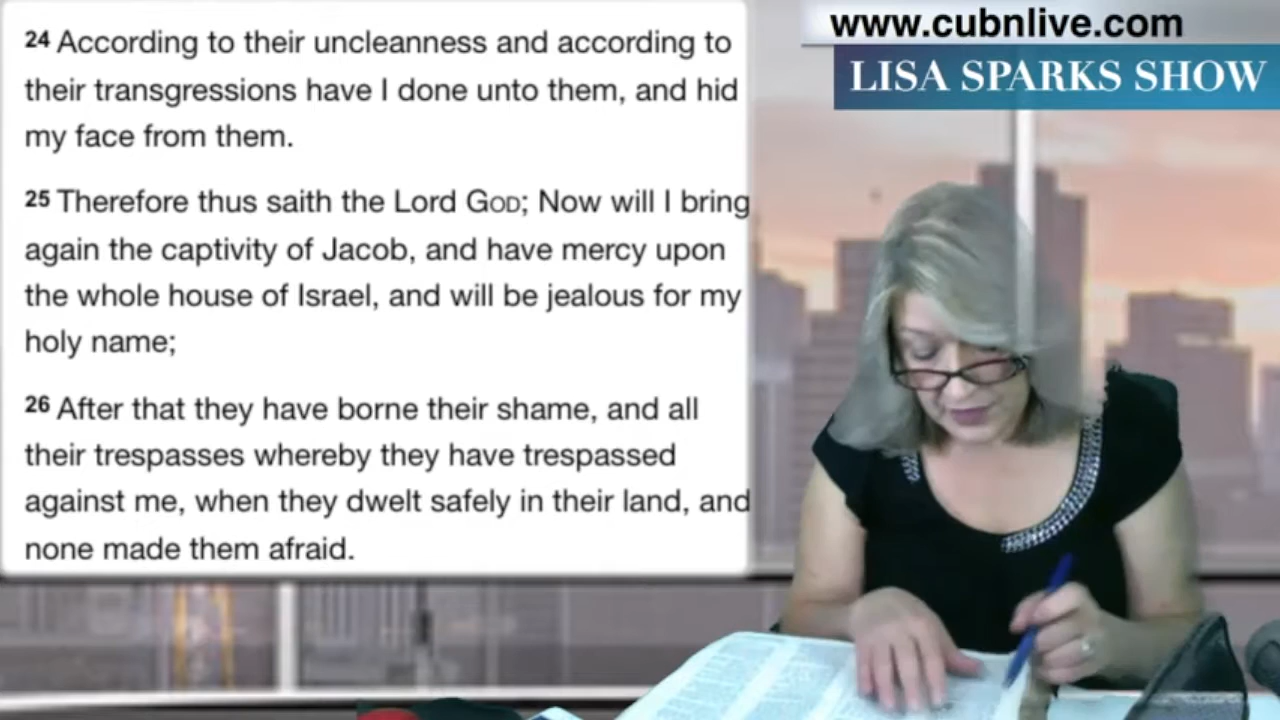 24 According to their uncleanness and according to
their transgressions have I done unto them, and hid
my face from them.
25 Therefore thus saith the Lord GOD; Now will I bring
again the captivity of Jacob, and have mercy upon
the whole house of Israel, and will be jealous for my
holy name;
26 After that they have borne their shame, and all
their trespasses whereby they have trespassed
against me, when they dwelt safely in their land, and
none made them afraid.
www.cubnlive.com
LISA SPARKS SHOW